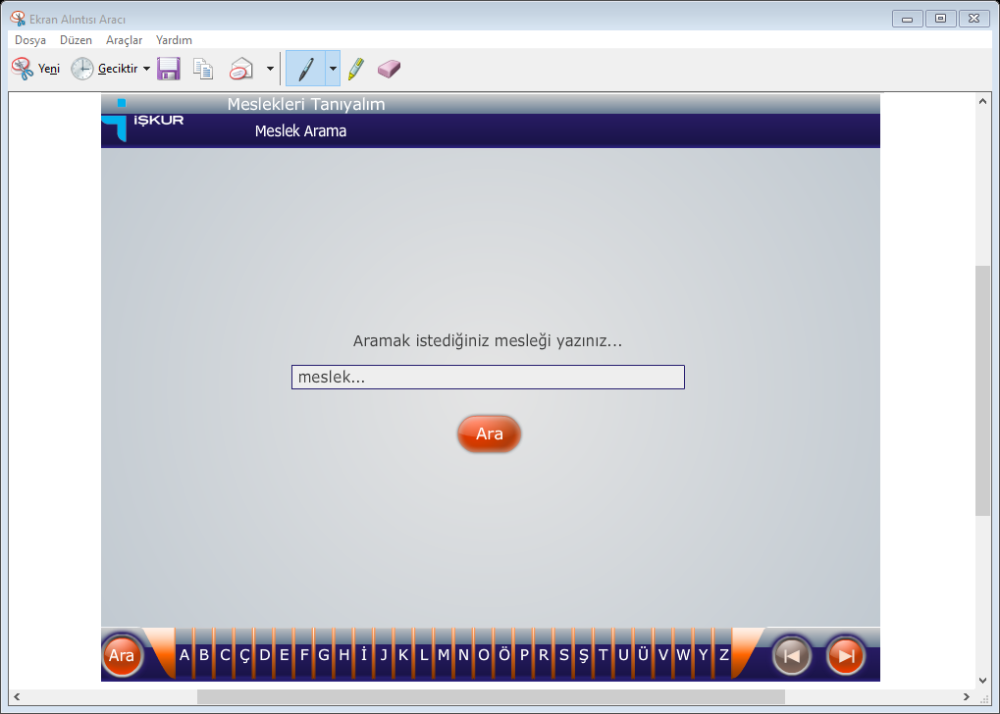 Ekran Alıntısı Aracı
Dosya Düzen Araçlar Yardım
Yeni Geciktir
Meslekleri Tanıyalım
İŞKUR
Meslek Arama
Aramak istediğiniz mesleği yazınız...
meslek...
Ara
Ara A B C Ç D E F G H İ J K L M N O Ö P R S Ş T U Ü V W Y Z